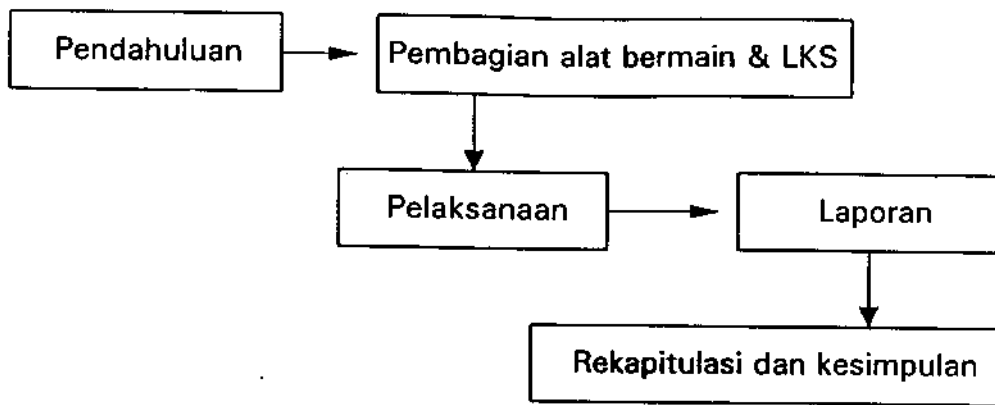 Pendahuluan
Pembagian alat bermain & LKS
Pelaksanaan
Laporan
Rekapitulasi dan kesimpulan